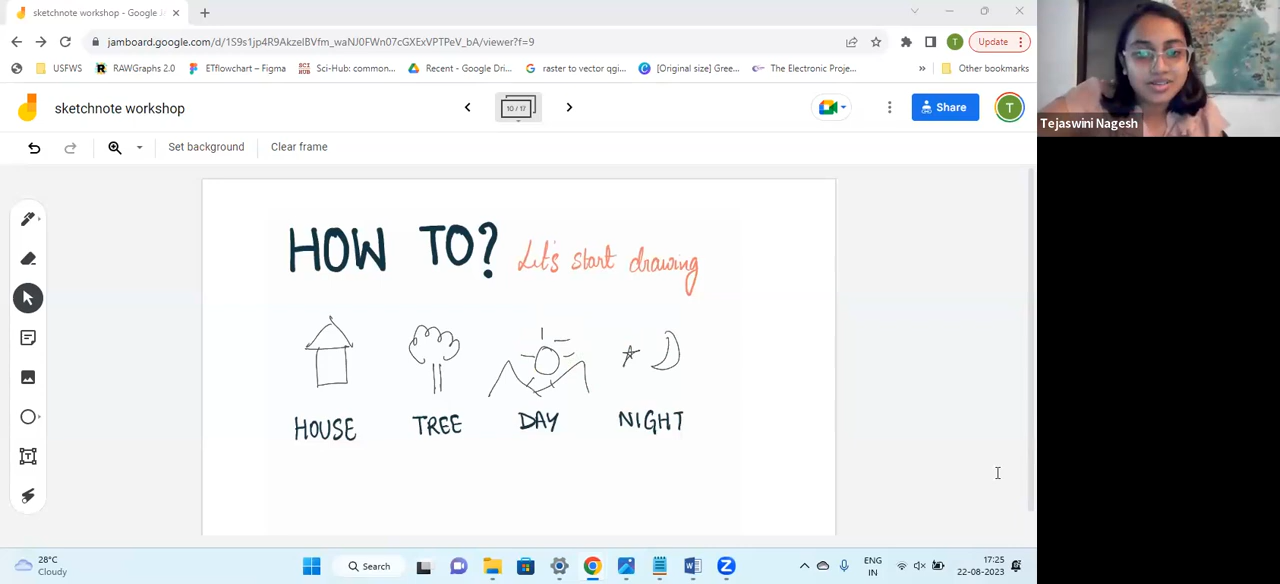 sketchnote workshop - Google J
jamboard.google.com/d/1S9s1jp4R9AkzelBVfm_waNJ0FWn07cGXExVPTPeV_bA/viewer?f=9
Update
USFWS
RAWGraphs 2.0
ETflowchart – Figma
Sci-Hub: common...
Recent - Google Dri...
raster to vector qgi...
[Original size] Gree...
The Electronic Proje...
»
Other bookmarks
sketchnote workshop
10 / 17
Share
T
Set background
Clear frame
Tejaswini Nagesh
HOW TO? Let's start drawing
HOUSE TREE DAY NIGHT
28°C
Cloudy
Search
ENG
IN
17:25
22-08-2023